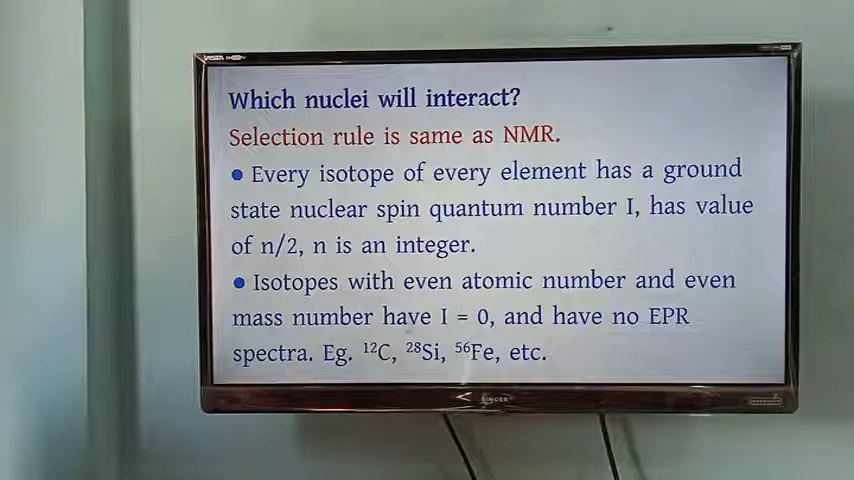 Which nuclei will interact?
Selection rule is same as NMR.
• Every isotope of every element has a ground
state nuclear spin quantum number I, has value
of n/2, n is an integer.
• Isotopes with even atomic number and even
mass number have I = 0, and have no EPR
spectra. Eg. ¹²C, ²⁸Si, ⁵⁶Fe, etc.
SINGER